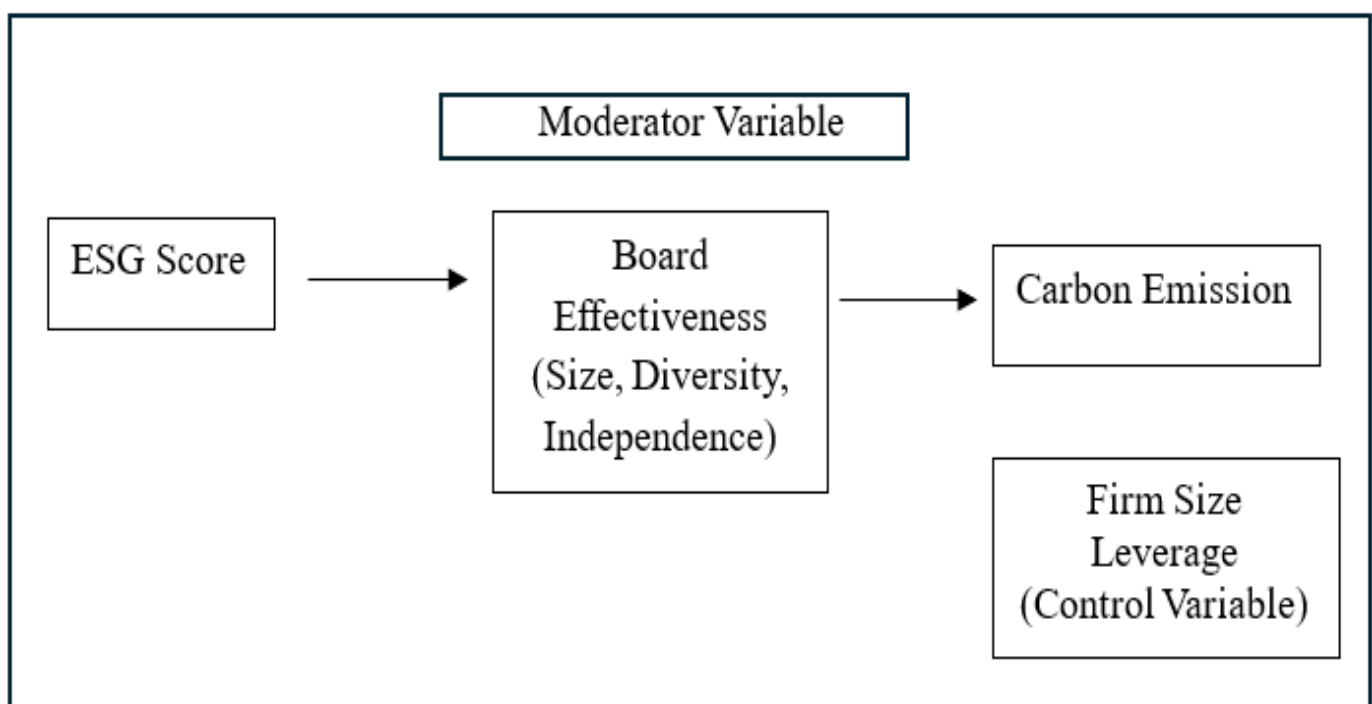 Moderator Variable
ESG Score
Board
Effectiveness
(Size, Diversity,
Independence)
Carbon Emission
Firm Size
Leverage
(Control Variable)